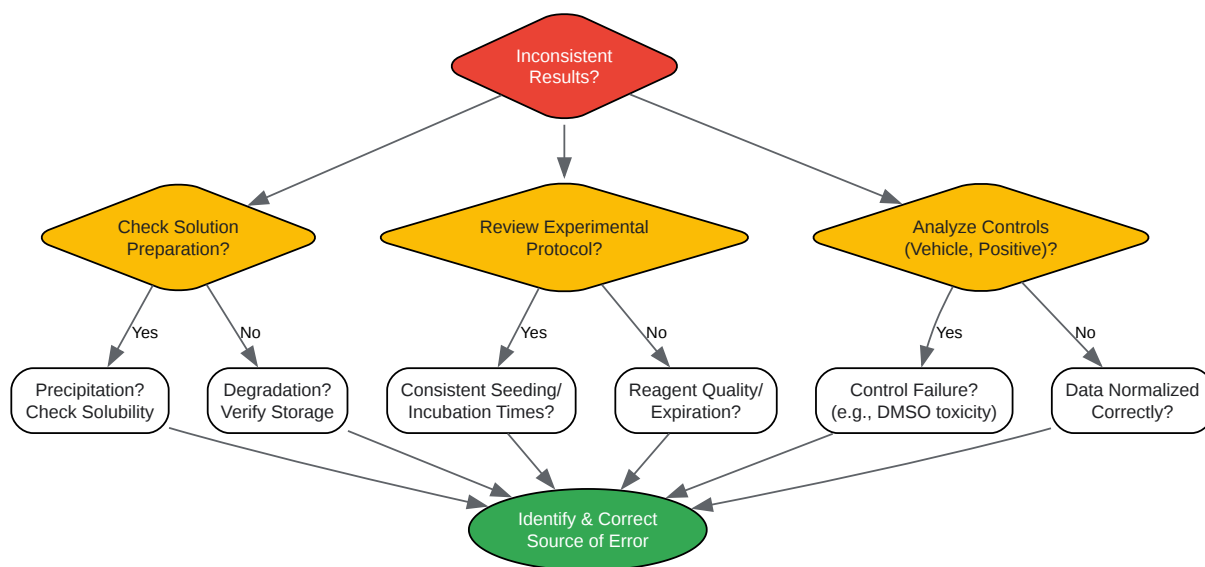 Inconsistent
Results?
Check Solution
Preparation?
Review Experimental
Protocol?
Analyze Controls
(Vehicle, Positive)?
Yes
No
Yes
No
Yes
No
Precipitation?
Check Solubility
Degradation?
Verify Storage
Consistent Seeding/
Incubation Times?
Reagent Quality/
Expiration?
Control Failure?
(e.g., DMSO toxicity)
Data Normalized
Correctly?
Identify & Correct
Source of Error